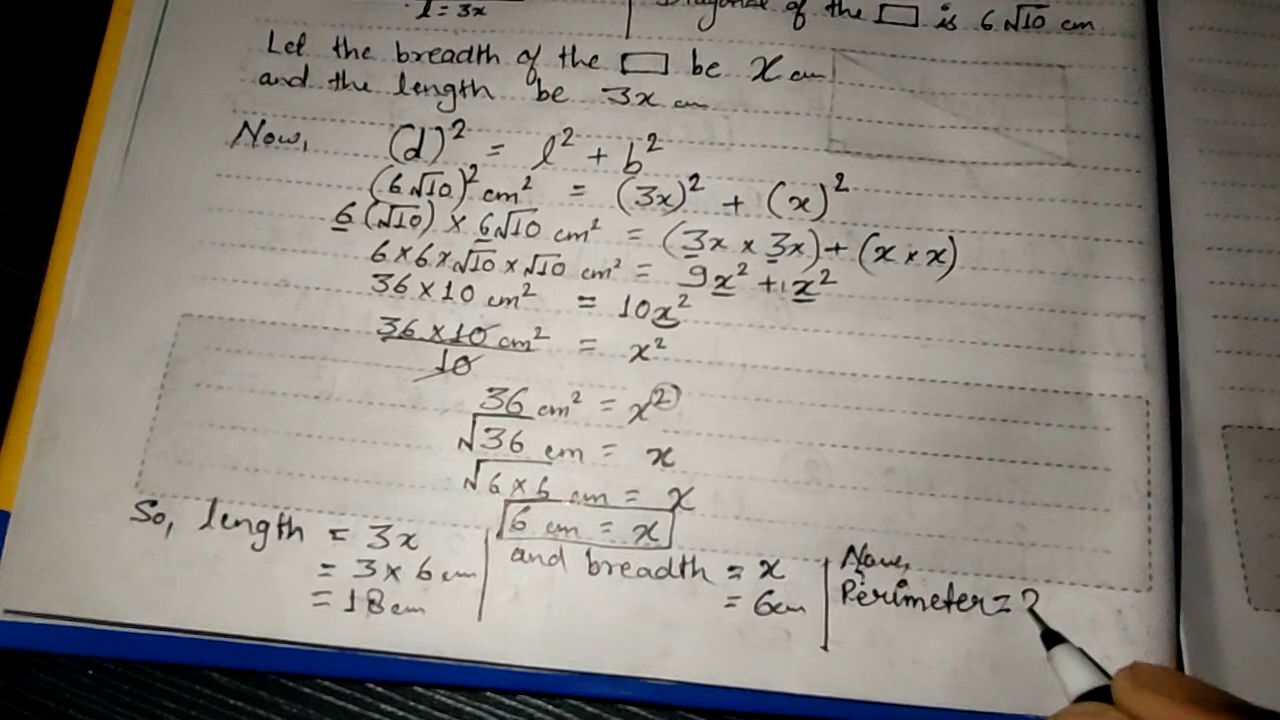 l = 3x
Diagonal of the ▭ is 6√10 cm
Let the breadth of the ▭ be x cm
and the length be 3x cm
Now, (d)² = l² + b²
(6√10)² cm² = (3x)² + (x)²
6(√10) × 6√10 cm² = (3x × 3x) + (x × x)
6×6×√10 × √10 cm² = 9x² + 1x²
36 × 10 cm² = 10x²
36 × 10 cm² / 10 = x²
36 cm² = x²
√36 cm = x
√6×6 cm = x
6 cm = x
So, length = 3x
= 3 × 6 cm
= 18 cm
and breadth = x
= 6cm
Now,
Perimeter = ?